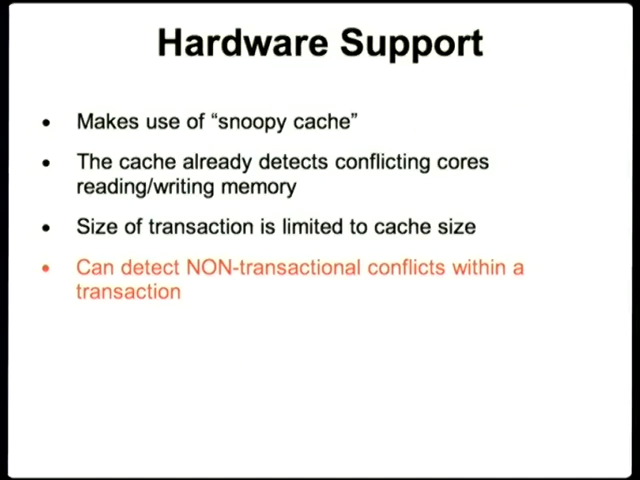 Hardware Support
• Makes use of “snoopy cache”
• The cache already detects conflicting cores
reading/writing memory
• Size of transaction is limited to cache size
• Can detect NON-transactional conflicts within a
transaction